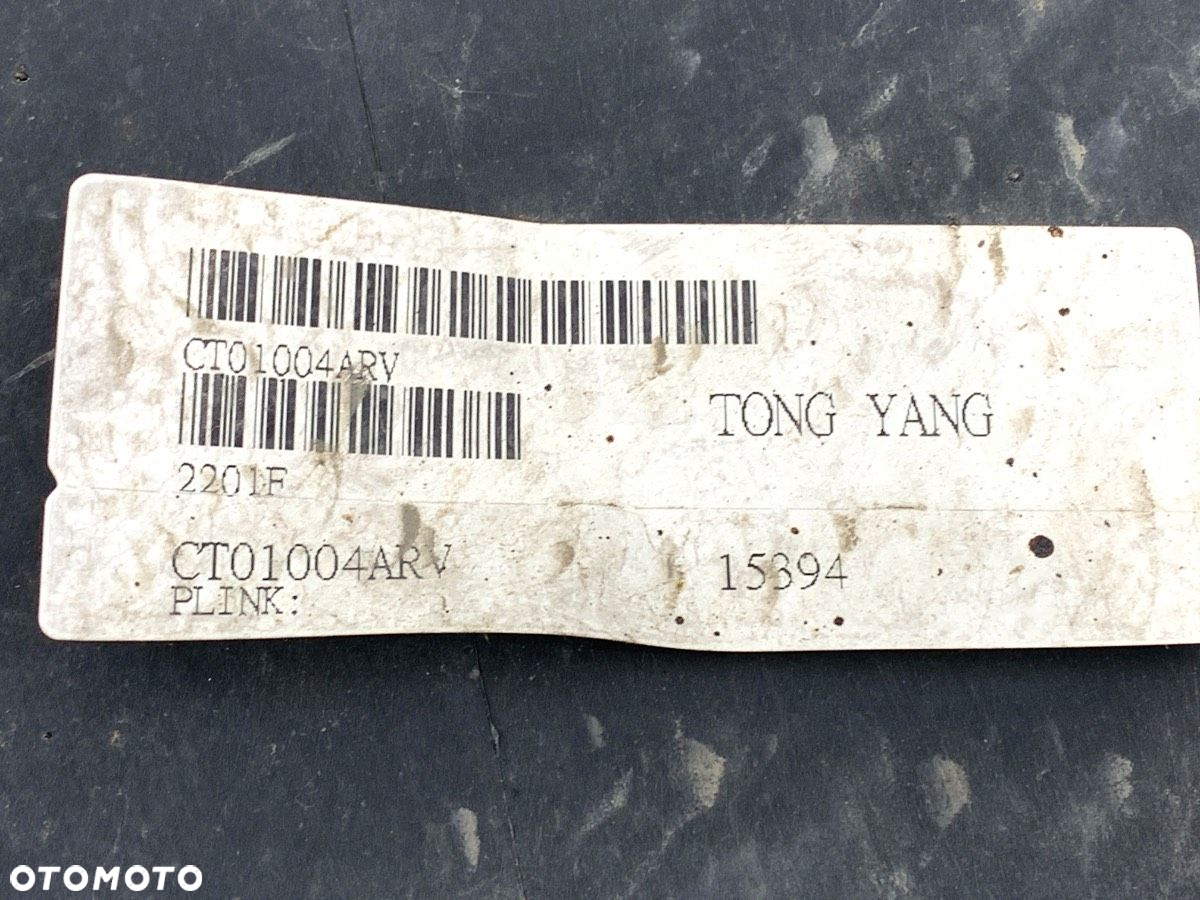 CT01004ARV
2201F
TONG YANG
CT01004ARV
15394
PLINK:
OTOMOTO